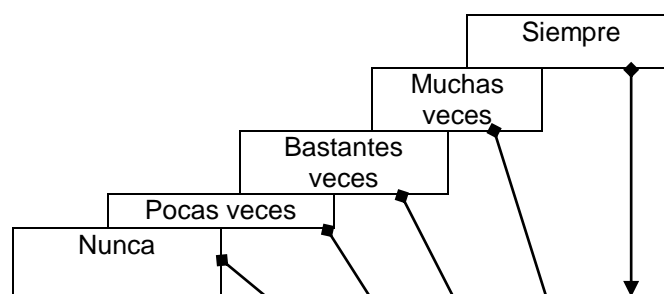 Siempre
Muchas
veces
Bastantes
veces
Pocas veces
Nunca